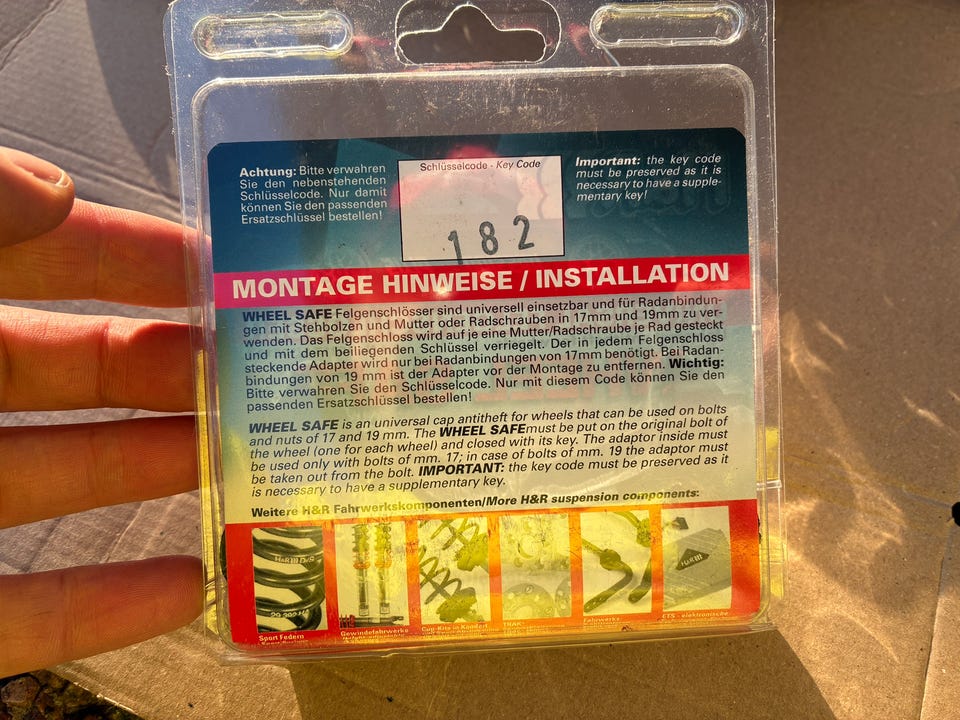 Achtung: Bitte verwahren
Sie den nebenstehenden
Schlüsselcode. Nur damit
können Sie den passenden
Ersatzschlüssel bestellen!
Schlüsselcode - Key Code
182
Important: the key code
must be preserved as it is
necessary to have a supple-
mentary key!
MONTAGE HINWEISE / INSTALLATION
WHEEL SAFE Felgenschlösser sind universell einsetzbar und für Radanbindun-
gen mit Stehbolzen und Mutter oder Radschrauben in 17mm und 19mm zu ver-
wenden. Das Felgenschloss wird auf je eine Mutter/Radschraube je Rad gesteckt
und mit dem beiliegenden Schlüssel verriegelt. Der in jedem Felgenschloss
steckende Adapter wird nur bei Radanbindungen von 17mm benötigt. Bei Radan-
bindungen von 19 mm ist der Adapter vor der Montage zu entfernen. Wichtig:
Bitte verwahren Sie den Schlüsselcode. Nur mit diesem Code können Sie den
passenden Ersatzschlüssel bestellen!
WHEEL SAFE is an universal cap antitheft for wheels that can be used on bolts
and nuts of 17 and 19 mm. The WHEEL SAFE must be put on the original bolt of
the wheel (one for each wheel) and closed with its key. The adaptor inside must
be used only with bolts of mm. 17; in case of bolts of mm. 19 the adaptor must
be taken out from the bolt. IMPORTANT: the key code must be preserved as it
is necessary to have a supplementary key.
Weitere H&R Fahrwerkskomponenten/More H&R suspension components:
H&R
Sport Federn
Gewindefahrwerke
Cup-Kits in Komfort
TRAK+
Fahrwerks
ETS - elektronische